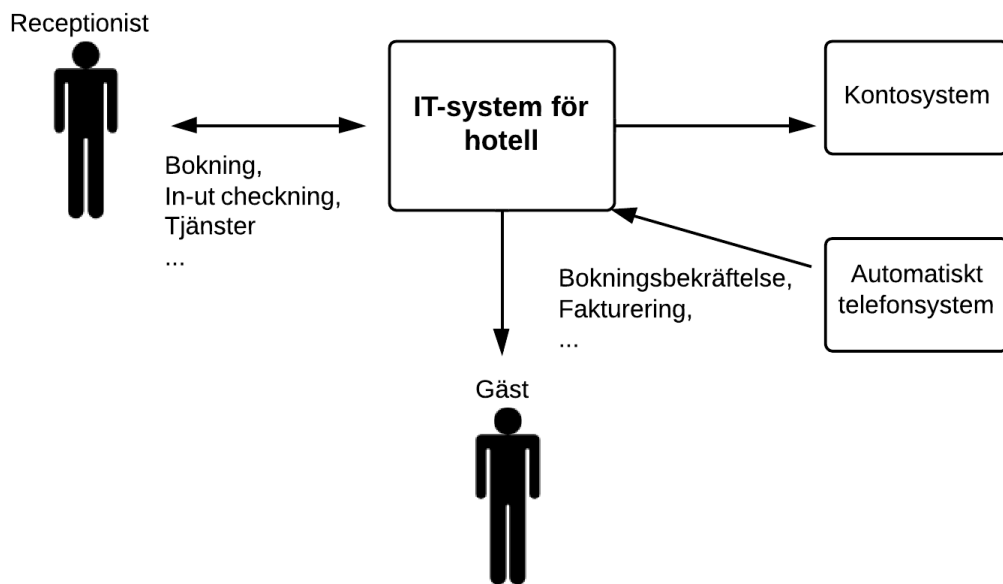 Receptionist
IT-system för
hotell
Kontosystem
Bokning,
In-ut checkning,
Tjänster
...
Bokningsbekräftelse,
Fakturering,
...
Automatiskt
telefonsystem
Gäst